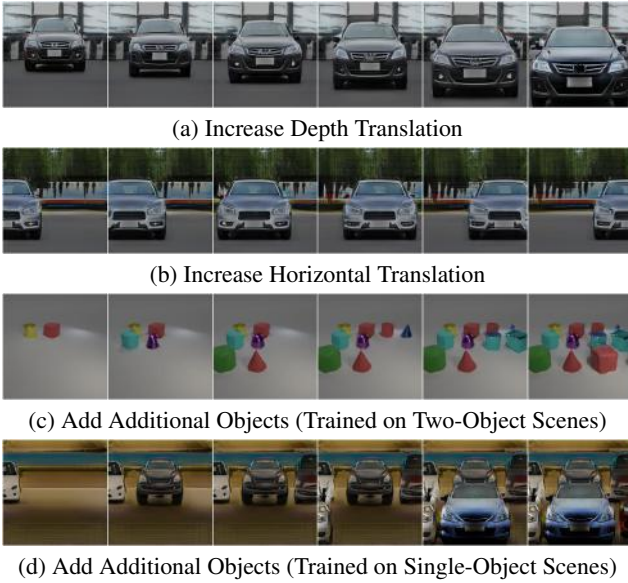 (a) Increase Depth Translation
(b) Increase Horizontal Translation
(c) Add Additional Objects (Trained on Two-Object Scenes)
(d) Add Additional Objects (Trained on Single-Object Scenes)